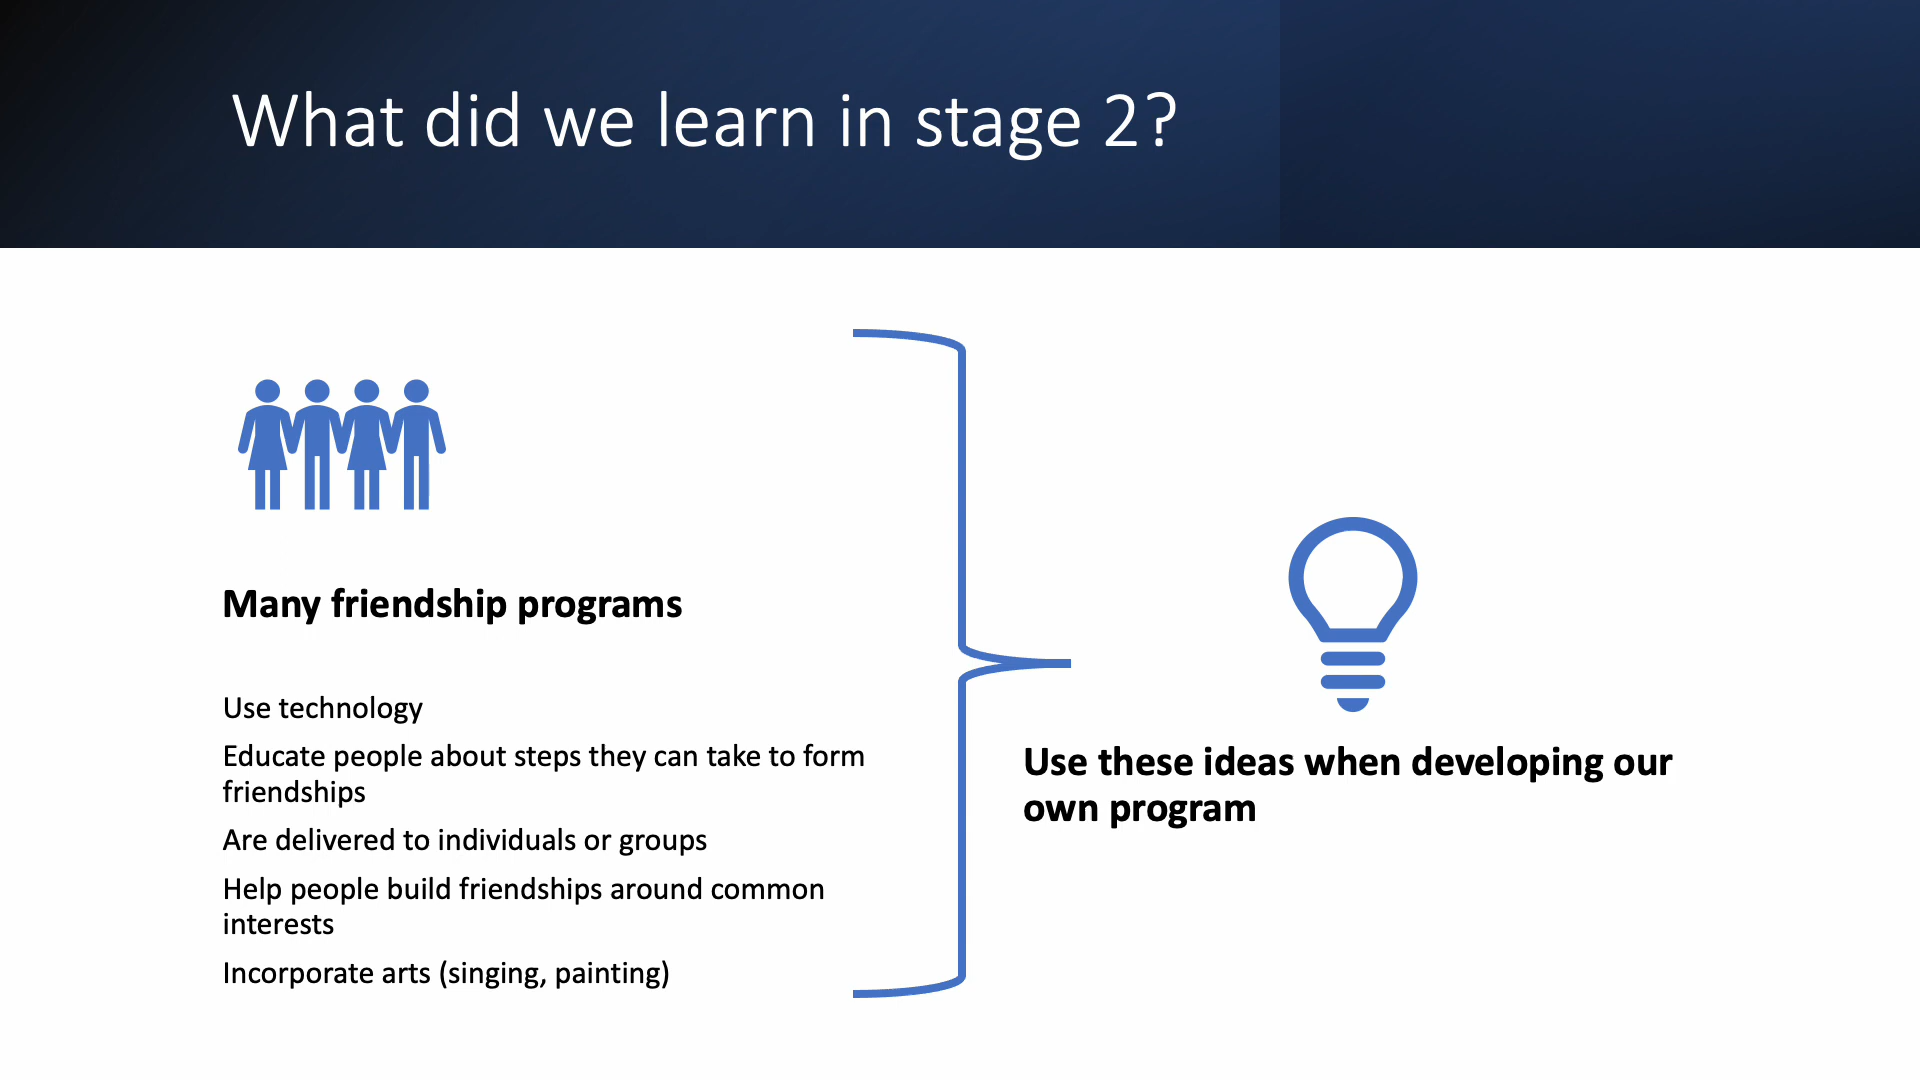 What did we learn in stage 2?
Many friendship programs
Use technology
Educate people about steps they can take to form
friendships
Are delivered to individuals or groups
Help people build friendships around common
interests
Incorporate arts (singing, painting)
Use these ideas when developing our
own program